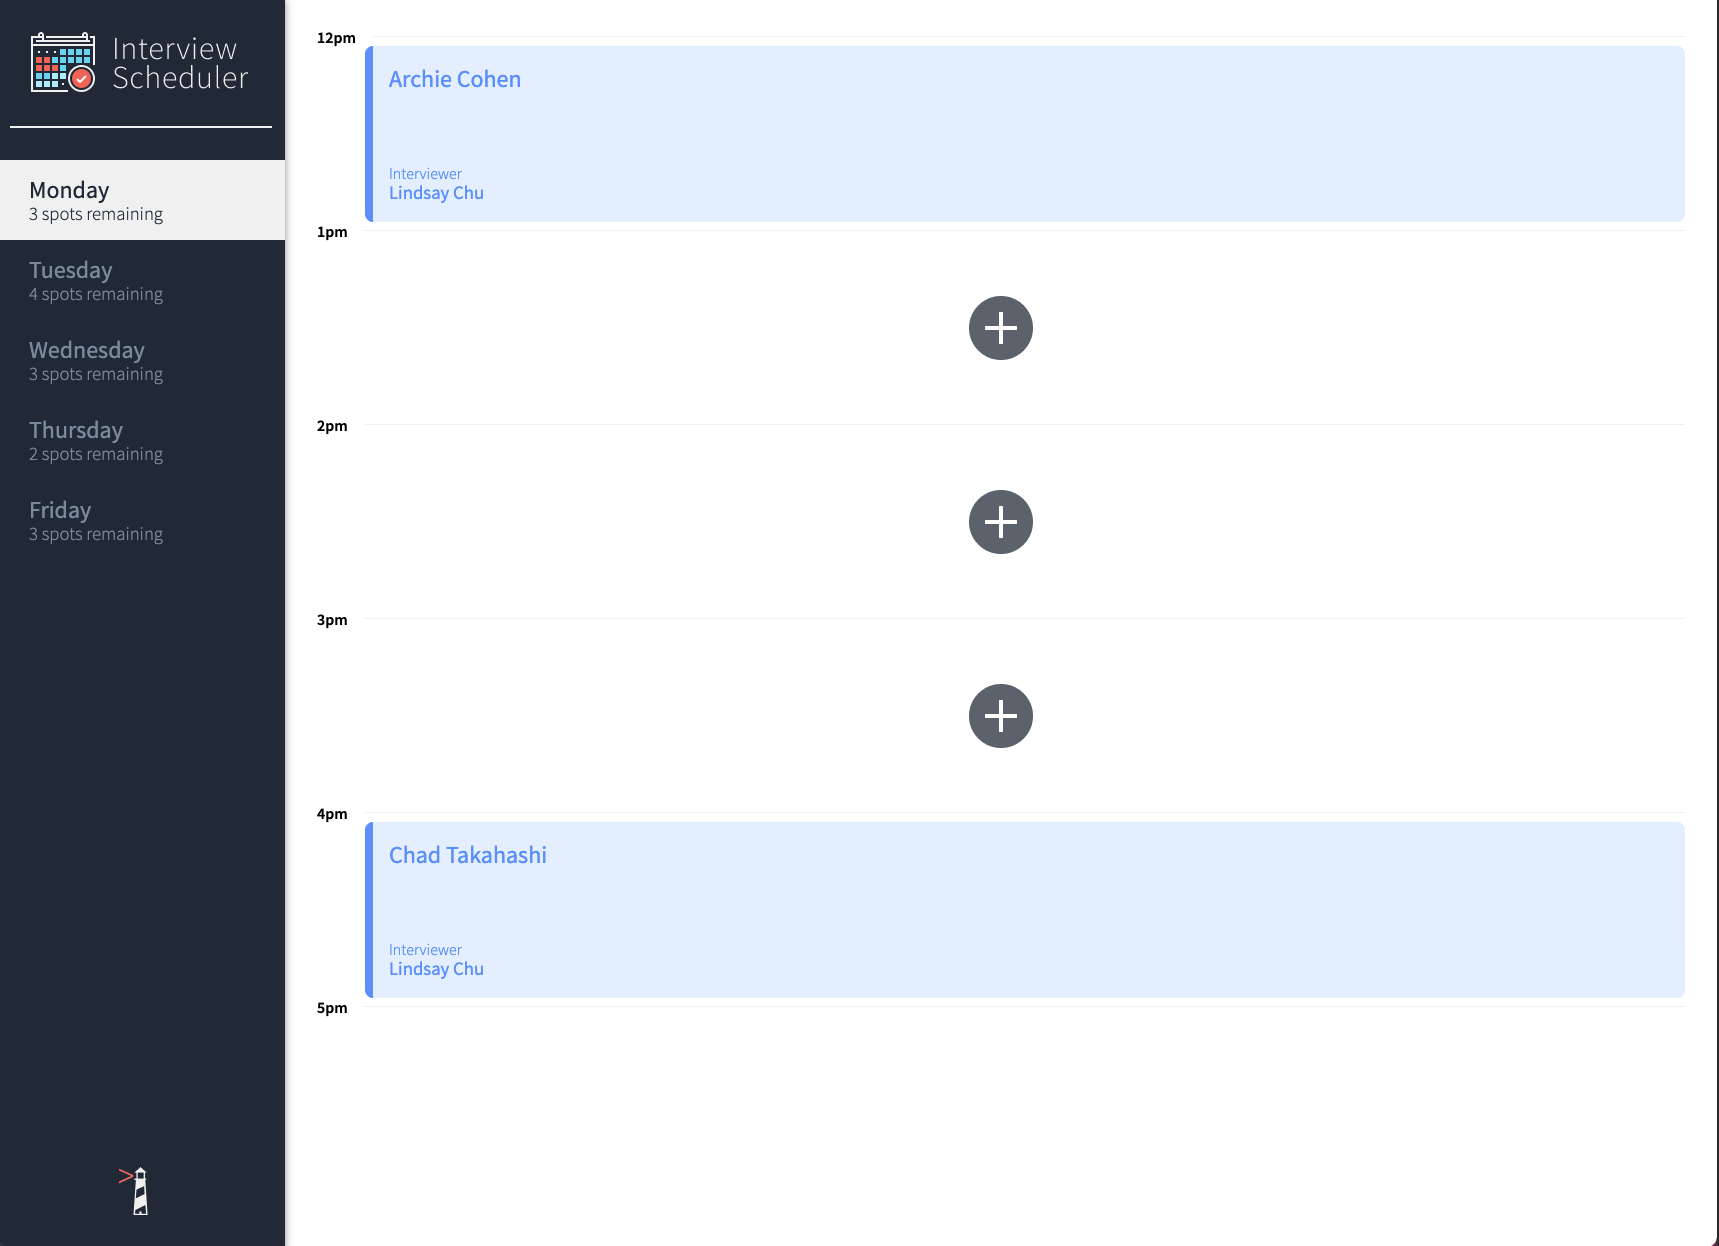 Interview
Scheduler
Monday
3 spots remaining
Tuesday
4 spots remaining
Wednesday
3 spots remaining
Thursday
2 spots remaining
Friday
3 spots remaining
12pm
Archie Cohen
Interviewer
Lindsay Chu
1pm
2pm
3pm
4pm
Chad Takahashi
Interviewer
Lindsay Chu
5pm